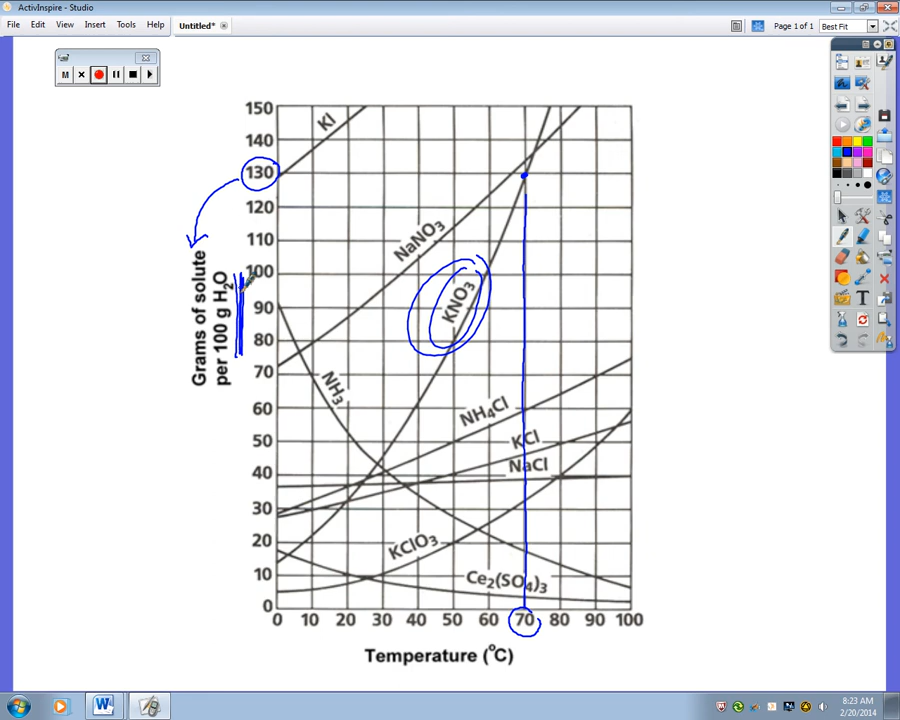 ActivInspire - Studio
File Edit View Insert Tools Help Untitled* Page 1 of 1 Best Fit
M
150
140
130
120
110
100
90
80
70
60
50
40
30
20
10
0
Grams of solute
per 100 g H₂O
KI
NaNO₃
KNO₃
NH₃
NH₄Cl
KCl
NaCl
KClO₃
Ce₂(SO₄)₃
0 10 20 30 40 50 60 70 80 90 100
Temperature (°C)
8:23 AM
2/20/2014